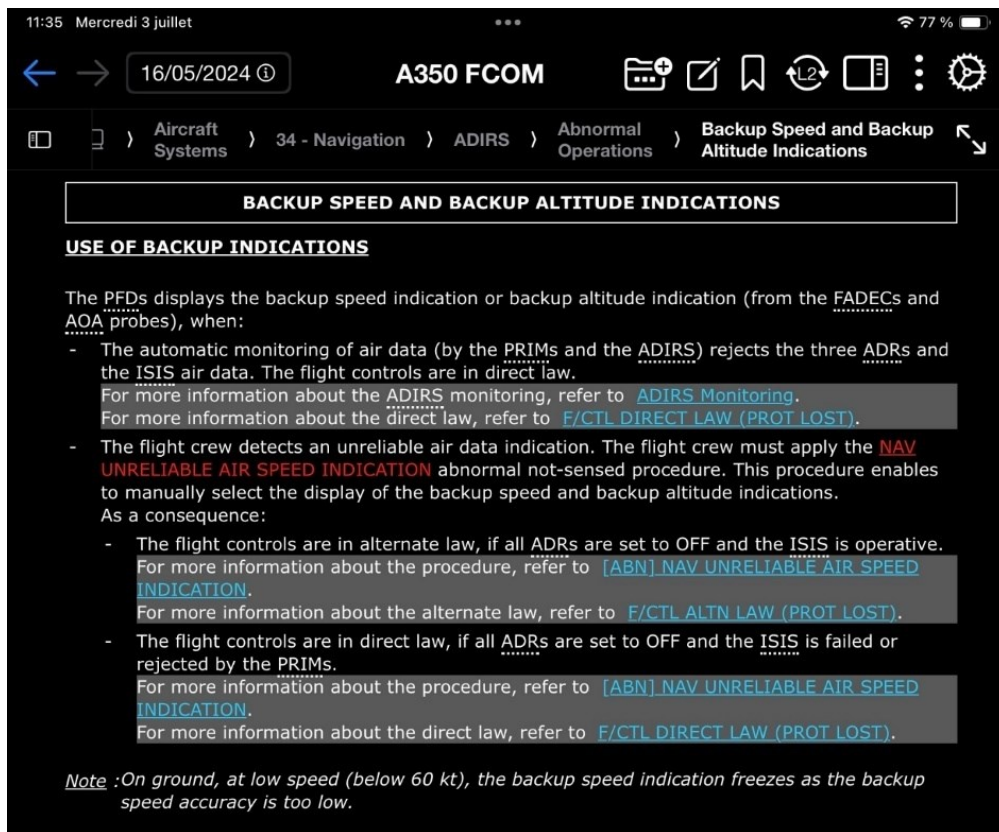 11:35 Mercredi 3 juillet
77 %
16/05/2024
A350 FCOM
L2
Aircraft Systems
34 - Navigation
ADIRS
Abnormal Operations
Backup Speed and Backup Altitude Indications
BACKUP SPEED AND BACKUP ALTITUDE INDICATIONS
USE OF BACKUP INDICATIONS
The PFDs displays the backup speed indication or backup altitude indication (from the FADECs and
AOA probes), when:
- The automatic monitoring of air data (by the PRIMs and the ADIRS) rejects the three ADRs and
the ISIS air data. The flight controls are in direct law.
For more information about the ADIRS monitoring, refer to ADIRS Monitoring.
For more information about the direct law, refer to F/CTL DIRECT LAW (PROT LOST).
- The flight crew detects an unreliable air data indication. The flight crew must apply the NAV
UNRELIABLE AIR SPEED INDICATION abnormal not-sensed procedure. This procedure enables
to manually select the display of the backup speed and backup altitude indications.
As a consequence:
- The flight controls are in alternate law, if all ADRs are set to OFF and the ISIS is operative.
For more information about the procedure, refer to [ABN] NAV UNRELIABLE AIR SPEED
INDICATION.
For more information about the alternate law, refer to F/CTL ALTN LAW (PROT LOST).
- The flight controls are in direct law, if all ADRs are set to OFF and the ISIS is failed or
rejected by the PRIMs.
For more information about the procedure, refer to [ABN] NAV UNRELIABLE AIR SPEED
INDICATION.
For more information about the direct law, refer to F/CTL DIRECT LAW (PROT LOST).
Note :On ground, at low speed (below 60 kt), the backup speed indication freezes as the backup
speed accuracy is too low.